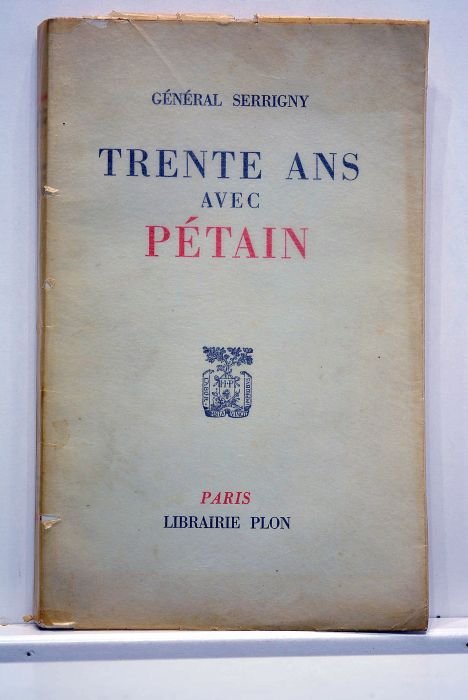 GÉNÉRAL SERRIGNY
TRENTE ANS
AVEC
PÉTAIN
PARIS
LIBRAIRIE PLON